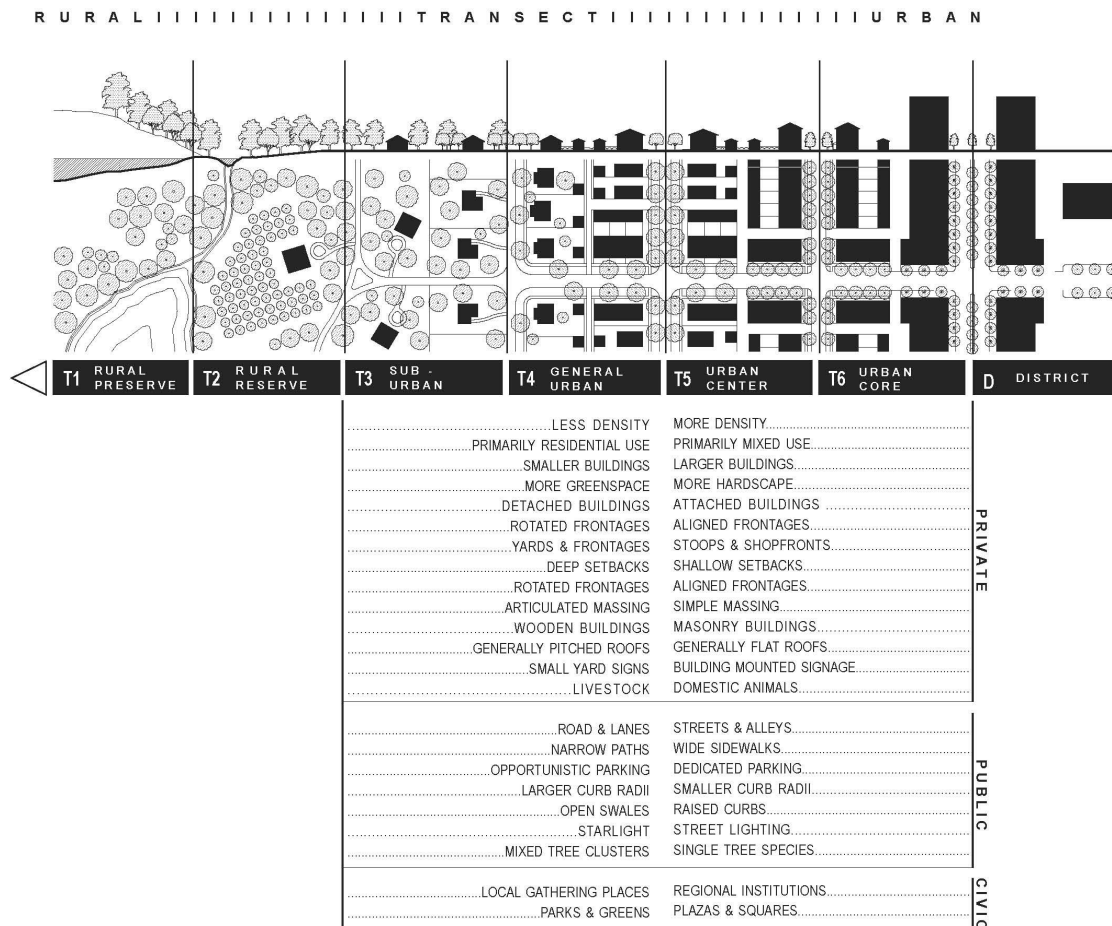 R U R A L I I I I I I I I I I I I I I T R A N S E C T I I I I I I I I I I I I I I U R B A N
T1 RURAL PRESERVE
T2 RURAL RESERVE
T3 SUB - URBAN
T4 GENERAL URBAN
T5 URBAN CENTER
T6 URBAN CORE
D DISTRICT
LESS DENSITY MORE DENSITY
PRIMARILY RESIDENTIAL USE PRIMARILY MIXED USE
SMALLER BUILDINGS LARGER BUILDINGS
MORE GREENSPACE MORE HARDSCAPE
DETACHED BUILDINGS ATTACHED BUILDINGS
ROTATED FRONTAGES ALIGNED FRONTAGES
YARDS & FRONTAGES STOOPS & SHOPFRONTS
DEEP SETBACKS SHALLOW SETBACKS
ROTATED FRONTAGES ALIGNED FRONTAGES
ARTICULATED MASSING SIMPLE MASSING
WOODEN BUILDINGS MASONRY BUILDINGS
GENERALLY PITCHED ROOFS GENERALLY FLAT ROOFS
SMALL YARD SIGNS BUILDING MOUNTED SIGNAGE
LIVESTOCK DOMESTIC ANIMALS
PRIVATE
ROAD & LANES STREETS & ALLEYS
NARROW PATHS WIDE SIDEWALKS
OPPORTUNISTIC PARKING DEDICATED PARKING
LARGER CURB RADII SMALLER CURB RADII
OPEN SWALES RAISED CURBS
STARLIGHT STREET LIGHTING
MIXED TREE CLUSTERS SINGLE TREE SPECIES
PUBLIC
LOCAL GATHERING PLACES REGIONAL INSTITUTIONS
PARKS & GREENS PLAZAS & SQUARES
CIVIC